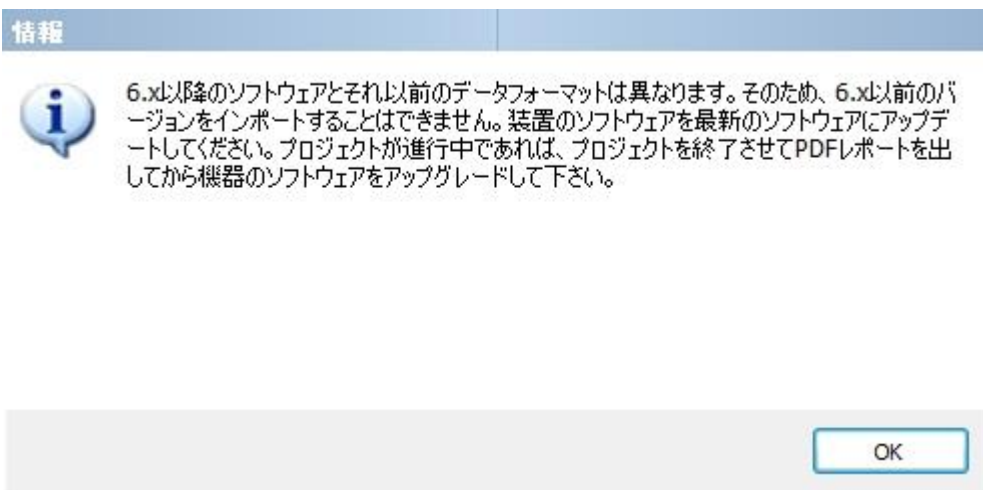 情報
6.x以降のソフトウェアとそれ以前のデータフォーマットは異なります。そのため、6.x以前のバ
ージョンをインポートすることはできません。装置のソフトウェアを最新のソフトウェアにアップデ
ートしてください。プロジェクトが進行中であれば、プロジェクトを終了させてPDFレポートを出
してから機器のソフトウェアをアップグレードして下さい。
OK